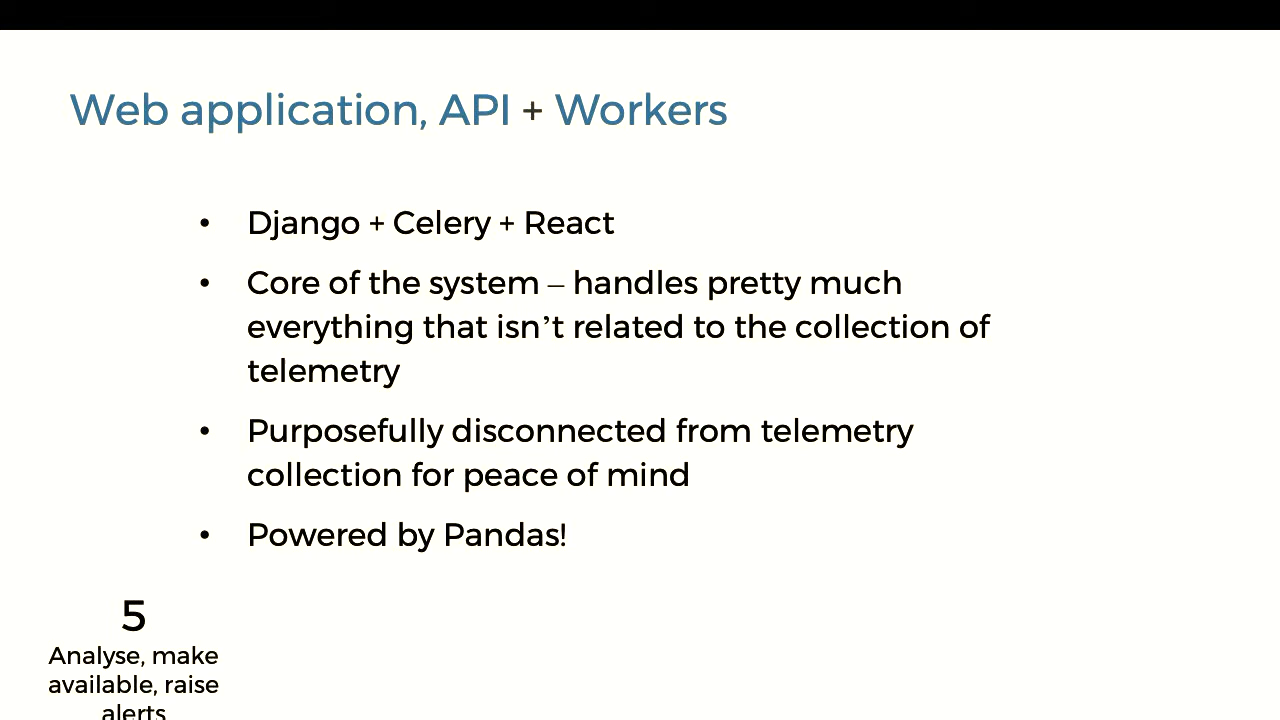 Web application, API + Workers
• Django + Celery + React
• Core of the system – handles pretty much
everything that isn’t related to the collection of
telemetry
• Purposefully disconnected from telemetry
collection for peace of mind
• Powered by Pandas!
5
Analyse, make
available, raise
alerts